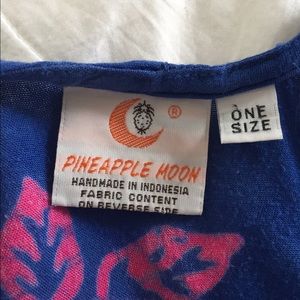 ®
PINEAPPLE MOON
HANDMADE IN INDONESIA
FABRIC CONTENT
ON REVERSE SIDE
ONE
SIZE